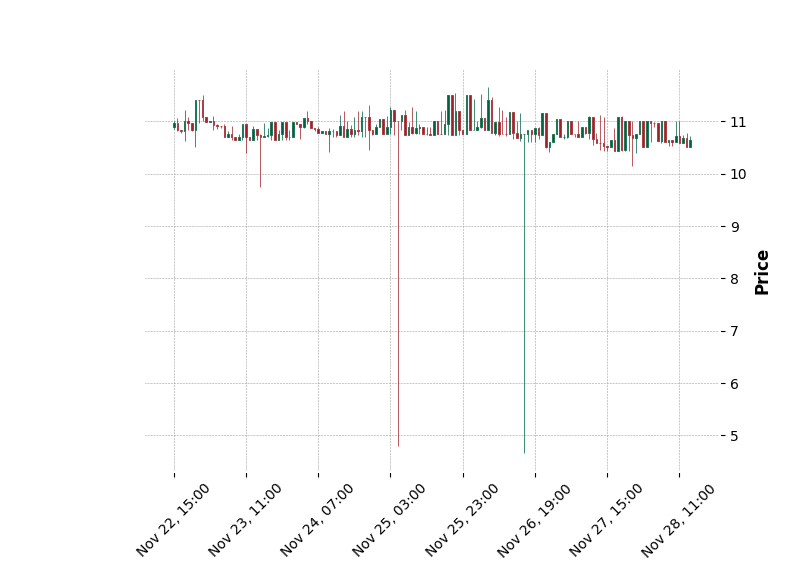 11
10
9
8
7
6
5
Price
Nov 22, 15:00
Nov 23, 11:00
Nov 24, 07:00
Nov 25, 03:00
Nov 25, 23:00
Nov 26, 19:00
Nov 27, 15:00
Nov 28, 11:00